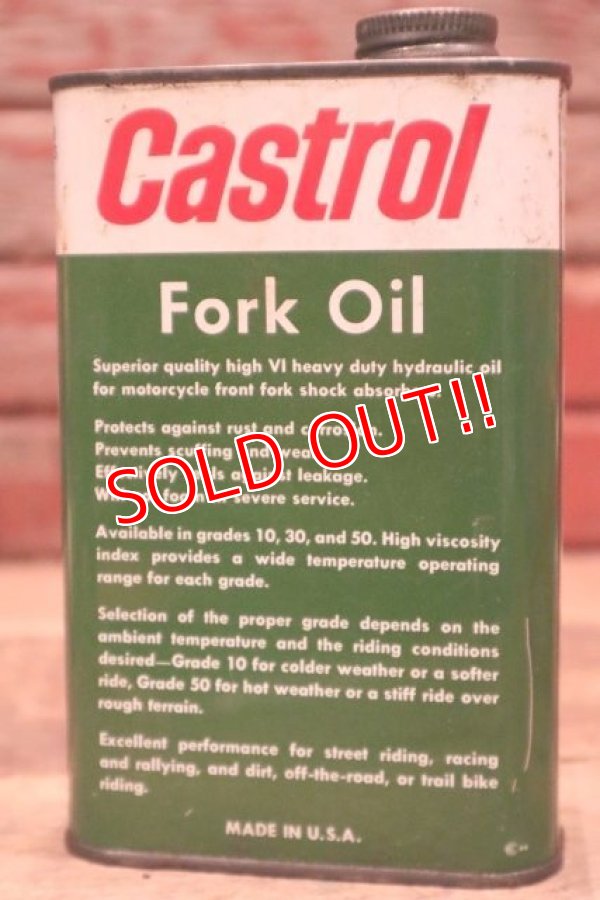 Castrol
Fork Oil
Superior quality high VI heavy duty hydraulic oil
for motorcycle front fork shock
Protects against rust and
Prevents scuffing and
SOLD OUT!!
against leakage.
severe service.
Available in grades 10, 30, and 50. High viscosity
index provides a wide temperature operating
range for each grade.
Selection of the proper grade depends on the
ambient temperature and the riding conditions
desired—Grade 10 for colder weather or a softer
ride, Grade 50 for hot weather or a stiff ride over
rough terrain.
Excellent performance for street riding, racing
and rallying, and dirt, off-the-road, or trail bike
riding.
MADE IN U.S.A.